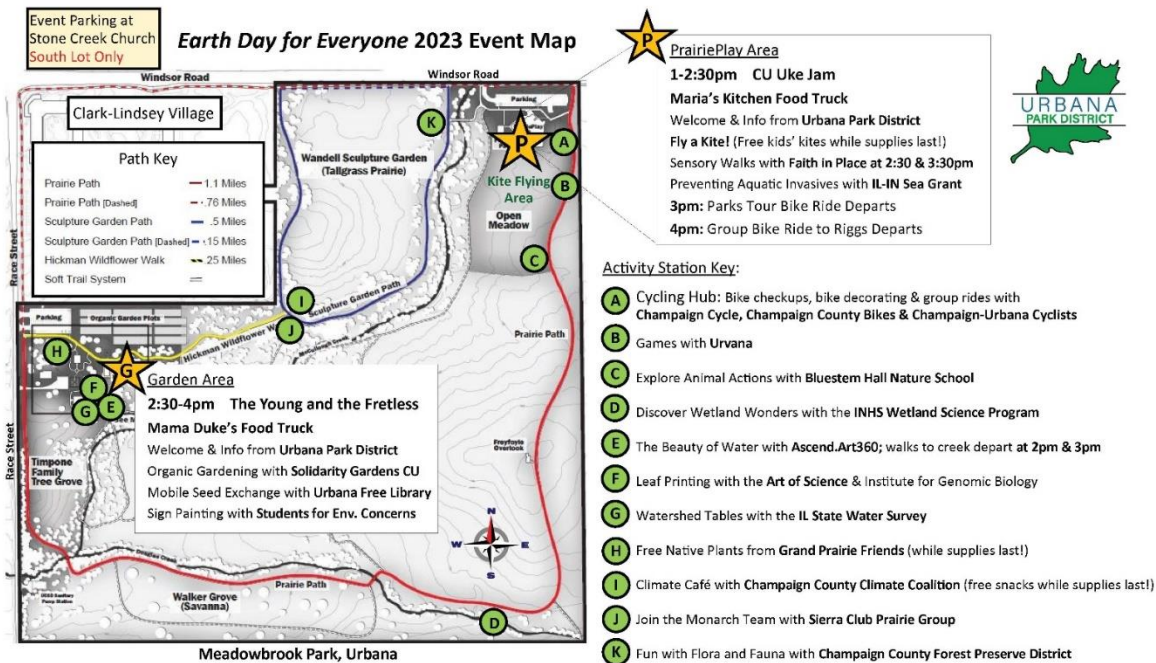 Event Parking at
Stone Creek Church
South Lot Only
Earth Day for Everyone 2023 Event Map
Windsor Road
Windsor Road
Clark-Lindsey Village
Path Key
Prairie Path 1.1 Miles
Prairie Path [Dashed] .76 Miles
Sculpture Garden Path .5 Miles
Sculpture Garden Path [Dashed] .15 Miles
Hickman Wildflower Walk .25 Miles
Soft Trail System
Race Street
Race Street
Wandell Sculpture Garden
(Tallgrass Prairie)
K
Parking
P
A
B
Kite Flying
Area
Open
Meadow
C
I
J
Sculpture Garden Path
Hickman Wildflower
Prairie Path
Parking
Organic Garden Plots
H
G
F
G
E
Garden Area
2:30-4pm The Young and the Fretless
Mama Duke's Food Truck
Welcome & Info from Urbana Park District
Organic Gardening with Solidarity Gardens CU
Mobile Seed Exchange with Urbana Free Library
Sign Painting with Students for Env. Concerns
Timpone
Family
Tree Grove
Freyfogle
Overlook
N
W E
S
Douglas Creek
Prairie Path
Walker Grove
(Savanna)
D
Meadowbrook Park, Urbana
P
PrairiePlay Area
1-2:30pm CU Uke Jam
Maria's Kitchen Food Truck
Welcome & Info from Urbana Park District
Fly a Kite! (Free kids' kites while supplies last!)
Sensory Walks with Faith in Place at 2:30 & 3:30pm
Preventing Aquatic Invasives with IL-IN Sea Grant
3pm: Parks Tour Bike Ride Departs
4pm: Group Bike Ride to Riggs Departs
URBANA
PARK DISTRICT
Activity Station Key:
A Cycling Hub: Bike checkups, bike decorating & group rides with
Champaign Cycle, Champaign County Bikes & Champaign-Urbana Cyclists
B Games with Urvana
C Explore Animal Actions with Bluestem Hall Nature School
D Discover Wetland Wonders with the INHS Wetland Science Program
E The Beauty of Water with Ascend.Art360; walks to creek depart at 2pm & 3pm
F Leaf Printing with the Art of Science & Institute for Genomic Biology
G Watershed Tables with the IL State Water Survey
H Free Native Plants from Grand Prairie Friends (while supplies last!)
I Climate Café with Champaign County Climate Coalition (free snacks while supplies last!)
J Join the Monarch Team with Sierra Club Prairie Group
K Fun with Flora and Fauna with Champaign County Forest Preserve District